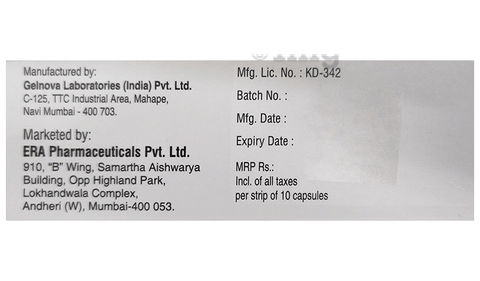 Manufactured by:
Gelnova Laboratories (India) Pvt. Ltd.
C-125, TTC Industrial Area, Mahape,
Navi Mumbai - 400 703.
Marketed by:
ERA Pharmaceuticals Pvt. Ltd.
910, "B" Wing, Samartha Aishwarya
Building, Opp Highland Park,
Lokhandwala Complex,
Andheri (W), Mumbai-400 053.
Mfg. Lic. No. : KD-342
Batch No. :
Mfg. Date :
Expiry Date :
MRP Rs.:
Incl. of all taxes
per strip of 10 capsules